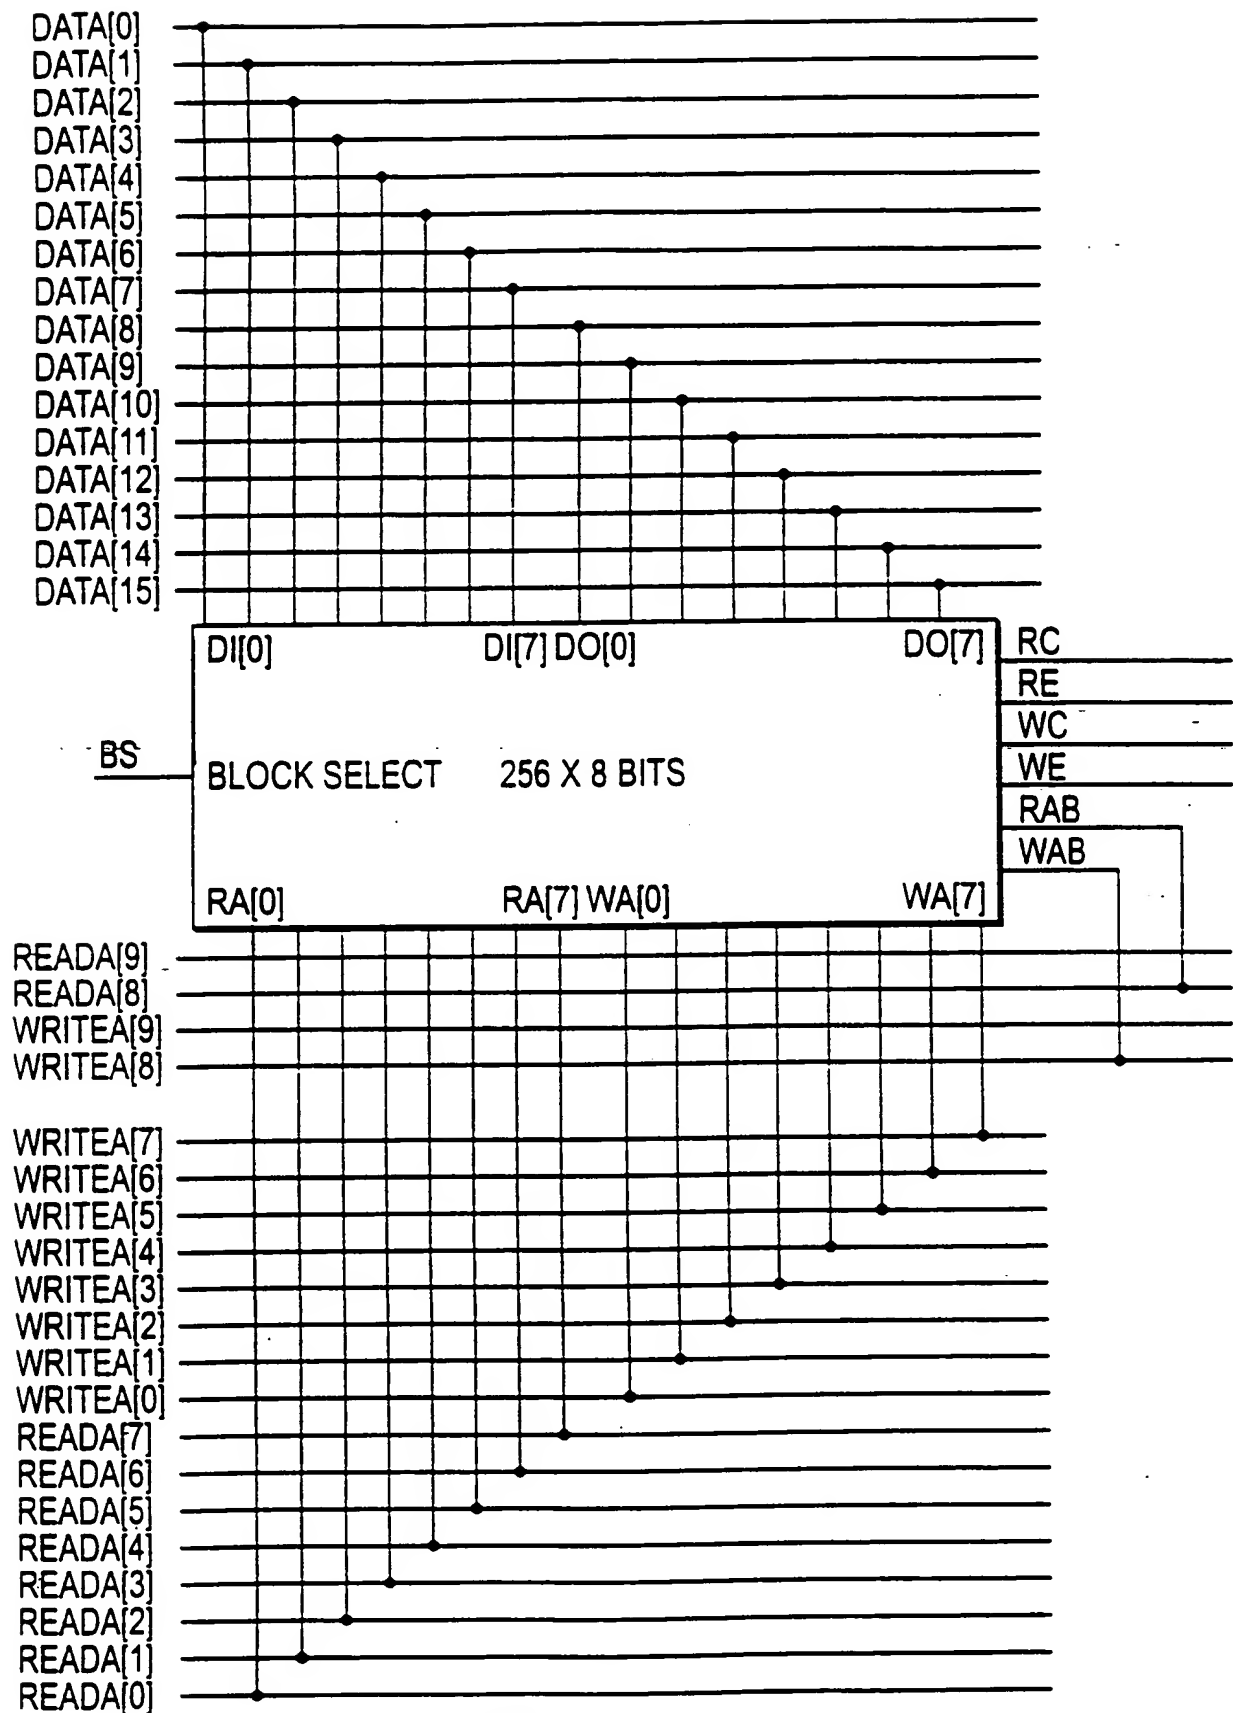 DATA[0]
DATA[1]
DATA[2]
DATA[3]
DATA[4]
DATA[5]
DATA[6]
DATA[7]
DATA[8]
DATA[9]
DATA[10]
DATA[11]
DATA[12]
DATA[13]
DATA[14]
DATA[15]
DI[0] DI[7] DO[0] DO[7] RC
RE
WC
BS
BLOCK SELECT 256 X 8 BITS WE
RAB
WAB
RA[0] RA[7] WA[0] WA[7]
READA[9]
READA[8]
WRITEA[9]
WRITEA[8]
WRITEA[7]
WRITEA[6]
WRITEA[5]
WRITEA[4]
WRITEA[3]
WRITEA[2]
WRITEA[1]
WRITEA[0]
READA[7]
READA[6]
READA[5]
READA[4]
READA[3]
READA[2]
READA[1]
READA[0]